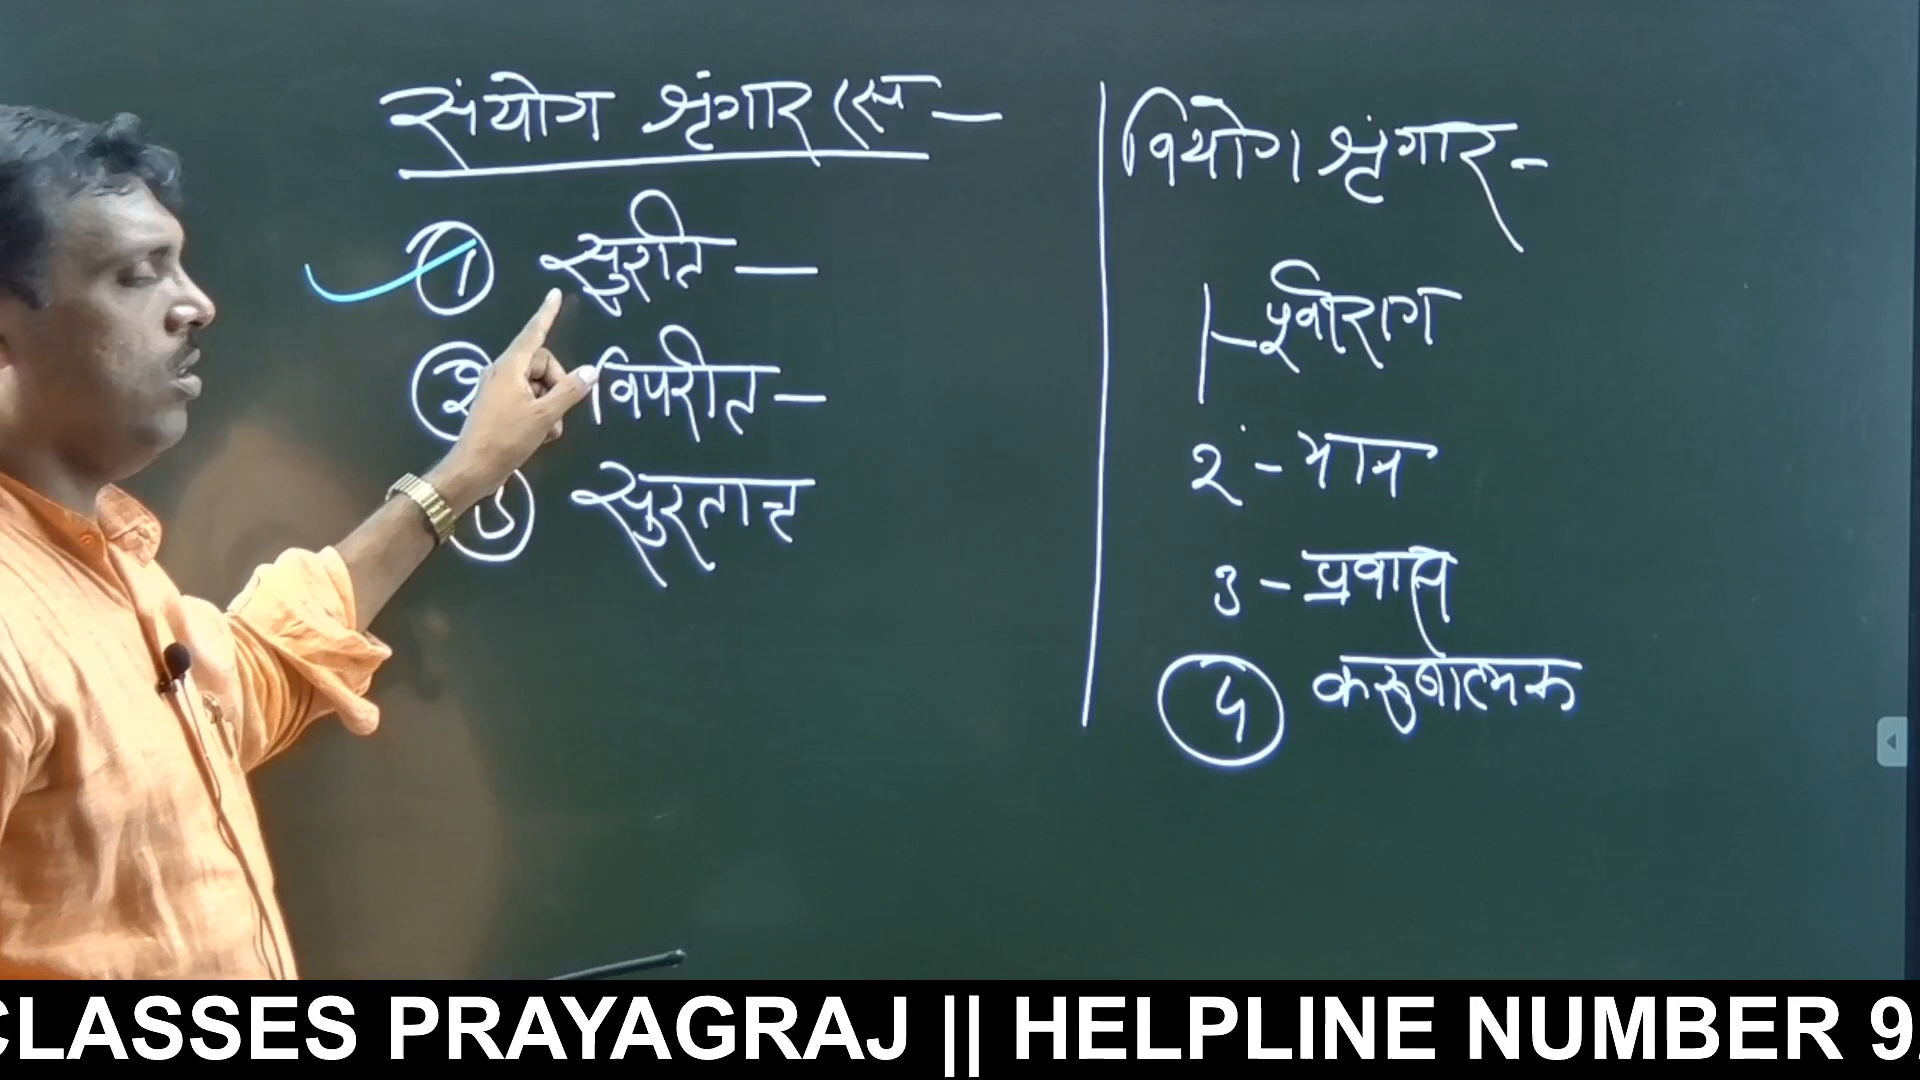 संयोग श्रृंगार रस —
① सुरति —
② विपरीत —
③ सुरतान्त
वियोग श्रृंगार -
1- पूर्वराग
२ - मान
3 - प्रवास
④ करुणात्मक
CLASSES PRAYAGRAJ || HELPLINE NUMBER 9